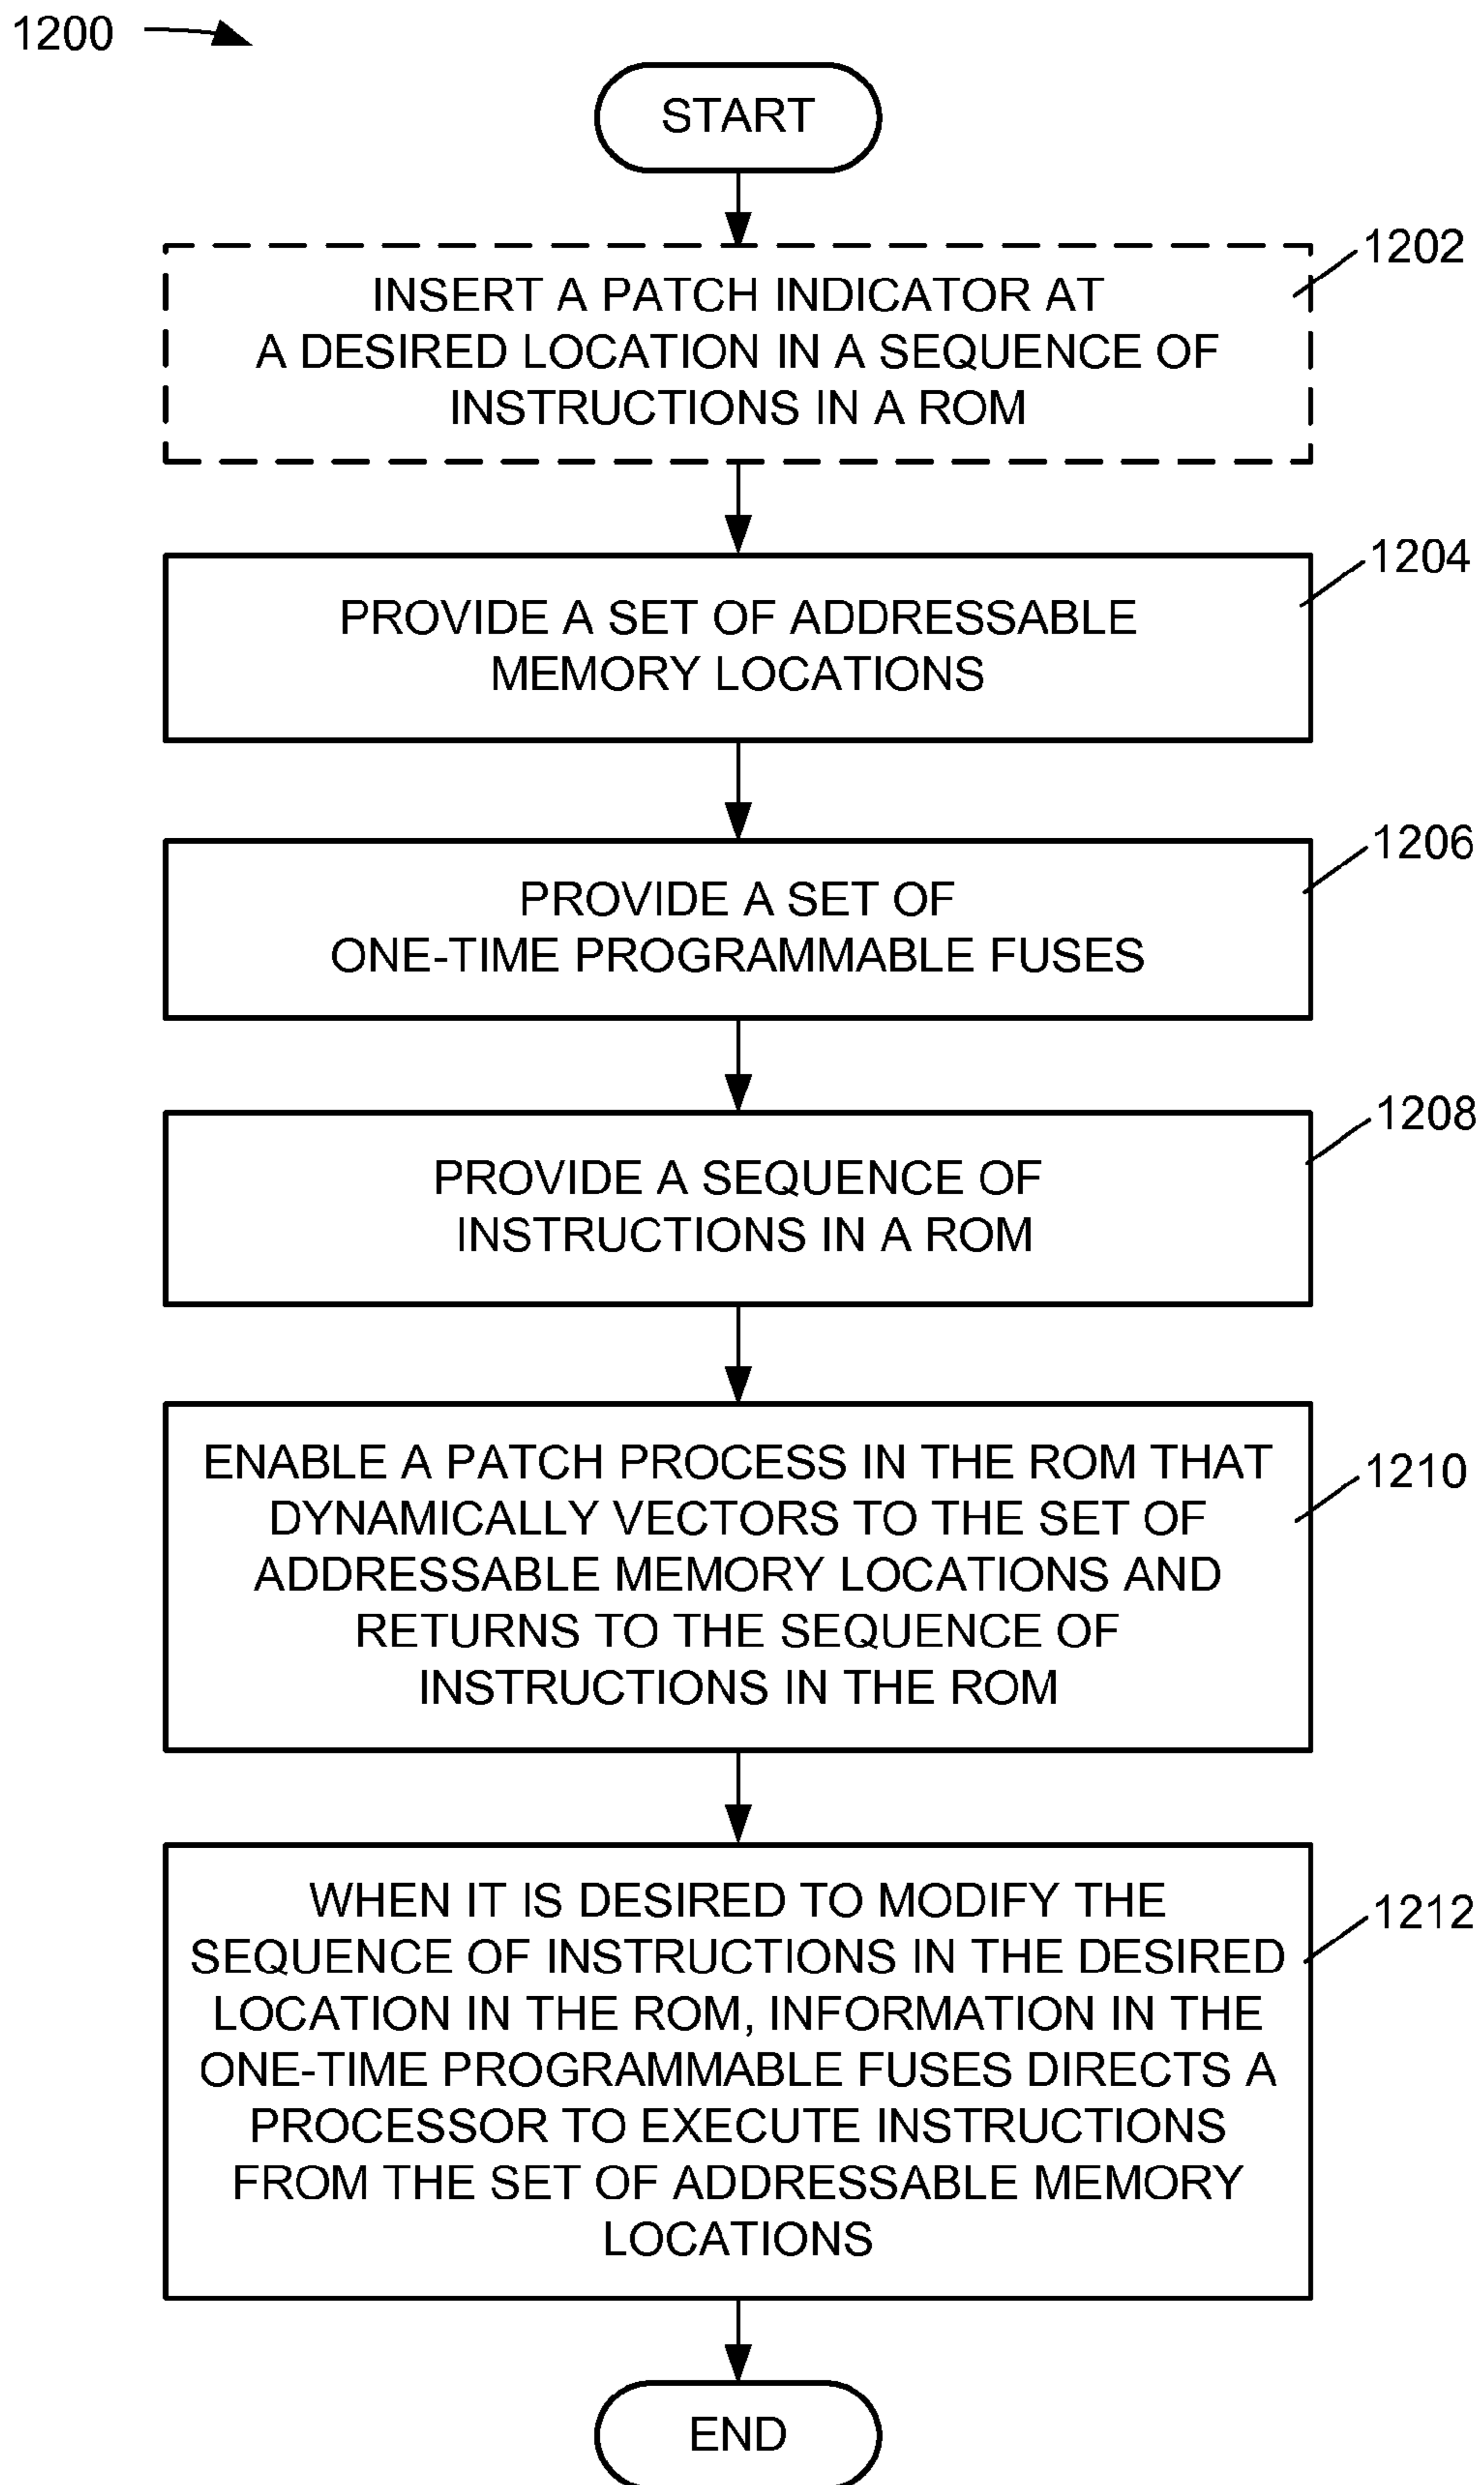 1200
START
1202
INSERT A PATCH INDICATOR AT
A DESIRED LOCATION IN A SEQUENCE OF
INSTRUCTIONS IN A ROM
1204
PROVIDE A SET OF ADDRESSABLE
MEMORY LOCATIONS
1206
PROVIDE A SET OF
ONE-TIME PROGRAMMABLE FUSES
1208
PROVIDE A SEQUENCE OF
INSTRUCTIONS IN A ROM
1210
ENABLE A PATCH PROCESS IN THE ROM THAT
DYNAMICALLY VECTORS TO THE SET OF
ADDRESSABLE MEMORY LOCATIONS AND
RETURNS TO THE SEQUENCE OF
INSTRUCTIONS IN THE ROM
1212
WHEN IT IS DESIRED TO MODIFY THE
SEQUENCE OF INSTRUCTIONS IN THE DESIRED
LOCATION IN THE ROM, INFORMATION IN THE
ONE-TIME PROGRAMMABLE FUSES DIRECTS A
PROCESSOR TO EXECUTE INSTRUCTIONS
FROM THE SET OF ADDRESSABLE MEMORY
LOCATIONS
END